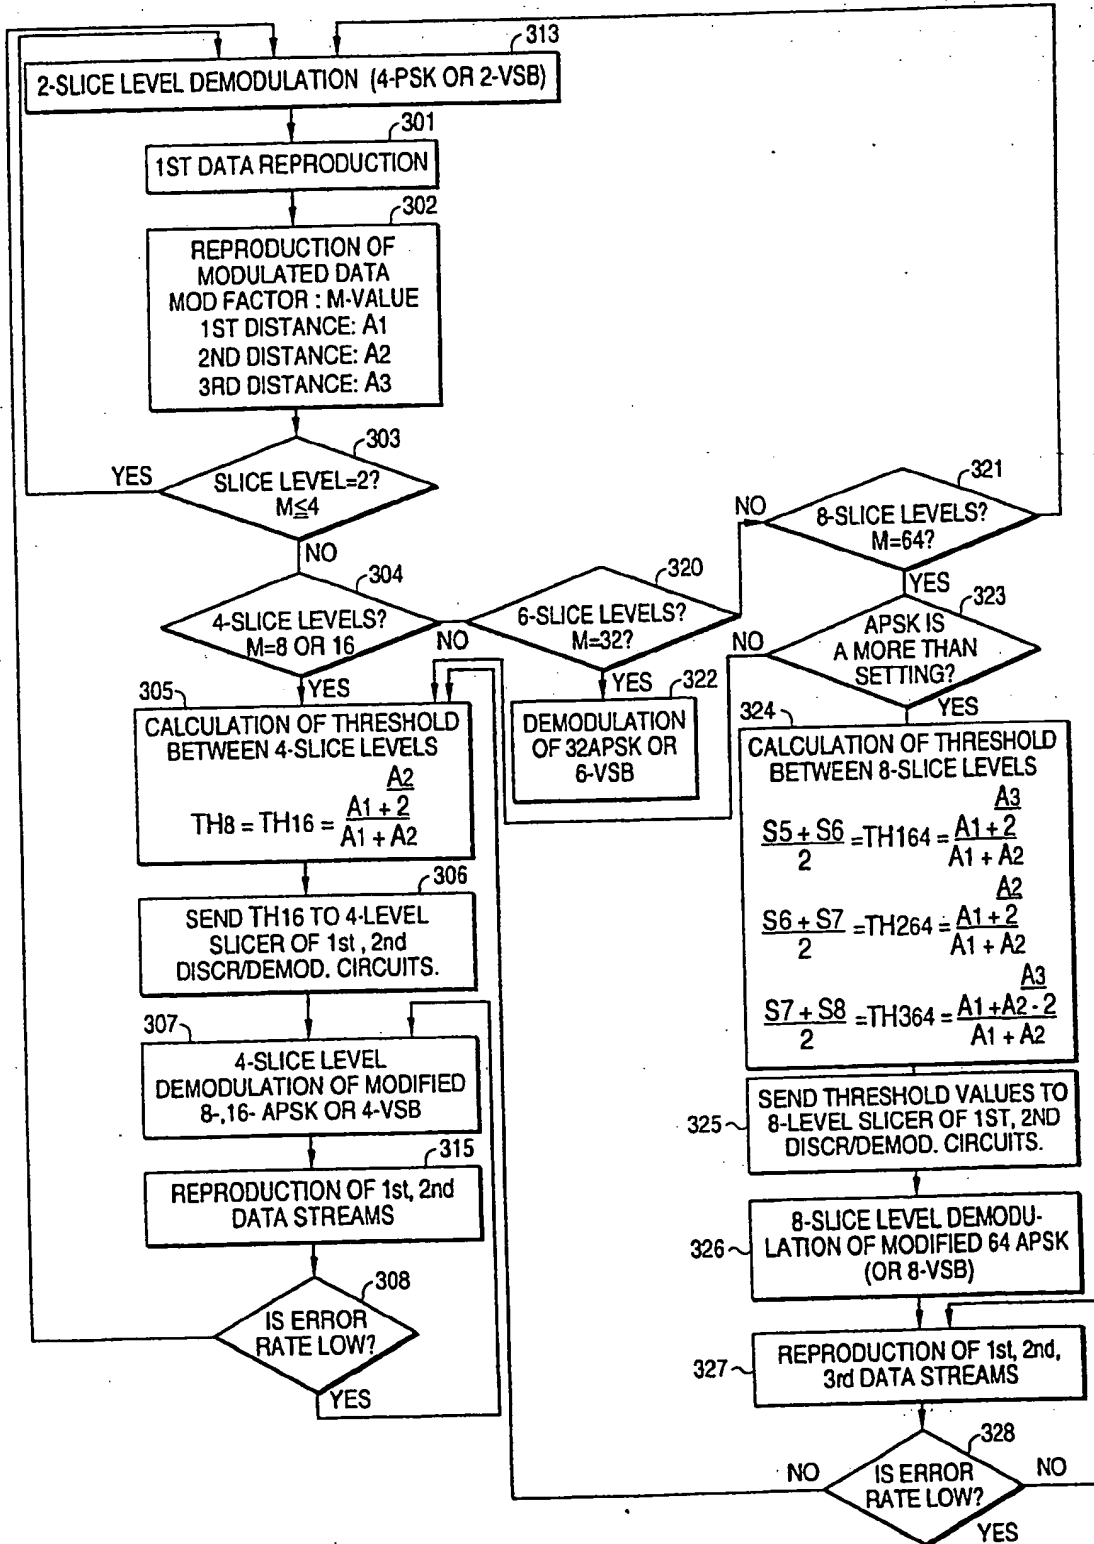 313
2-SLICE LEVEL DEMODULATION (4-PSK OR 2-VSB)
301
1ST DATA REPRODUCTION
302
REPRODUCTION OF
MODULATED DATA
MOD FACTOR : M-VALUE
1ST DISTANCE: A1
2ND DISTANCE: A2
3RD DISTANCE: A3
303
YES
SLICE LEVEL=2?
M≤4
NO
304
4-SLICE LEVELS?
M=8 OR 16
NO
YES
320
6-SLICE LEVELS?
M=32?
YES
NO
321
8-SLICE LEVELS?
M=64?
YES
323
NO
APSK IS
A MORE THAN
SETTING?
YES
322
DEMODULATION
OF 32APSK OR
6-VSB
305
CALCULATION OF THRESHOLD
BETWEEN 4-SLICE LEVELS
A2
TH8 = TH16 = A1 + 2
A1 + A2
306
SEND TH16 TO 4-LEVEL
SLICER OF 1st , 2nd
DISCR/DEMOD. CIRCUITS.
307
4-SLICE LEVEL
DEMODULATION OF MODIFIED
8-,16- APSK OR 4-VSB
315
REPRODUCTION OF 1st, 2nd
DATA STREAMS
308
IS ERROR
RATE LOW?
YES
324
CALCULATION OF THRESHOLD
BETWEEN 8-SLICE LEVELS
A3
S5 + S6 =TH164= A1 + 2
2 A1 + A2
A2
S6 + S7 =TH264= A1 + 2
2 A1 + A2
A3
S7 + S8 =TH364= A1 +A2 - 2
2 A1 + A2
325
SEND THRESHOLD VALUES TO
8-LEVEL SLICER OF 1ST, 2ND
DISCR/DEMOD. CIRCUITS.
326
8-SLICE LEVEL DEMODU-
LATION OF MODIFIED 64 APSK
(OR 8-VSB)
327
REPRODUCTION OF 1st, 2nd,
3rd DATA STREAMS
328
NO
IS ERROR
RATE LOW?
NO
YES